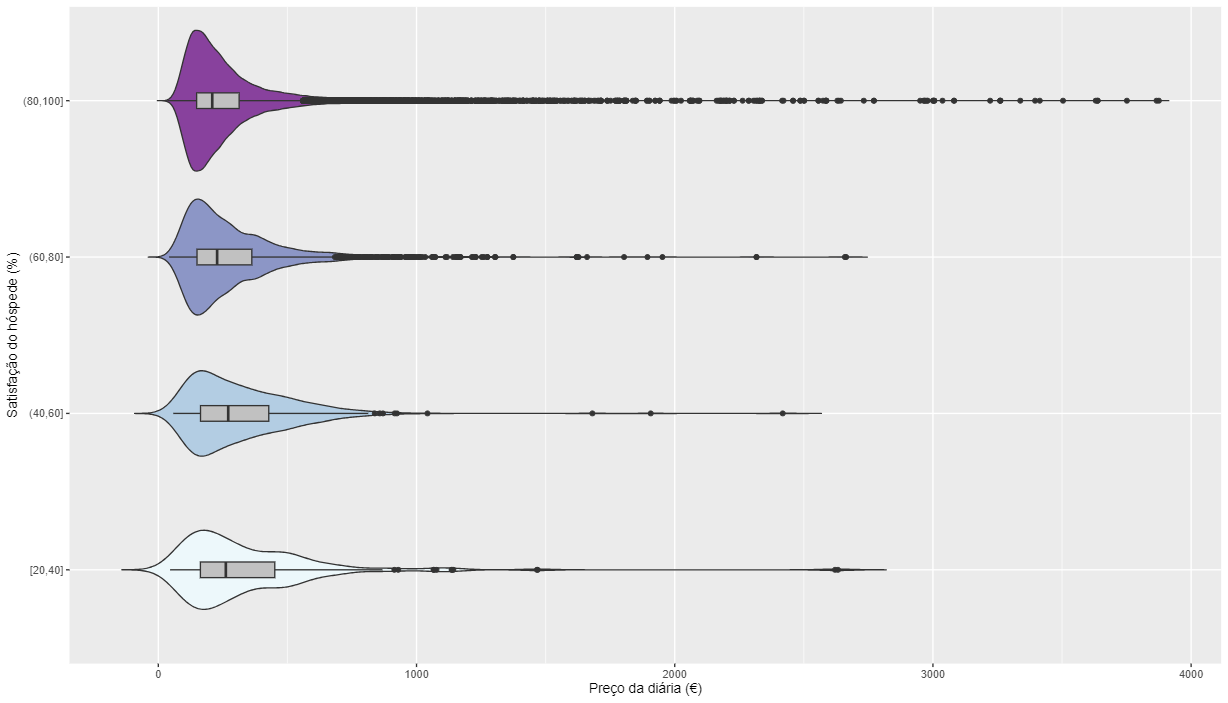 Satisfação do hóspede (%)
(80,100]
(60,80]
(40,60]
[20,40]
0 1000 2000 3000 4000
Preço da diária (€)